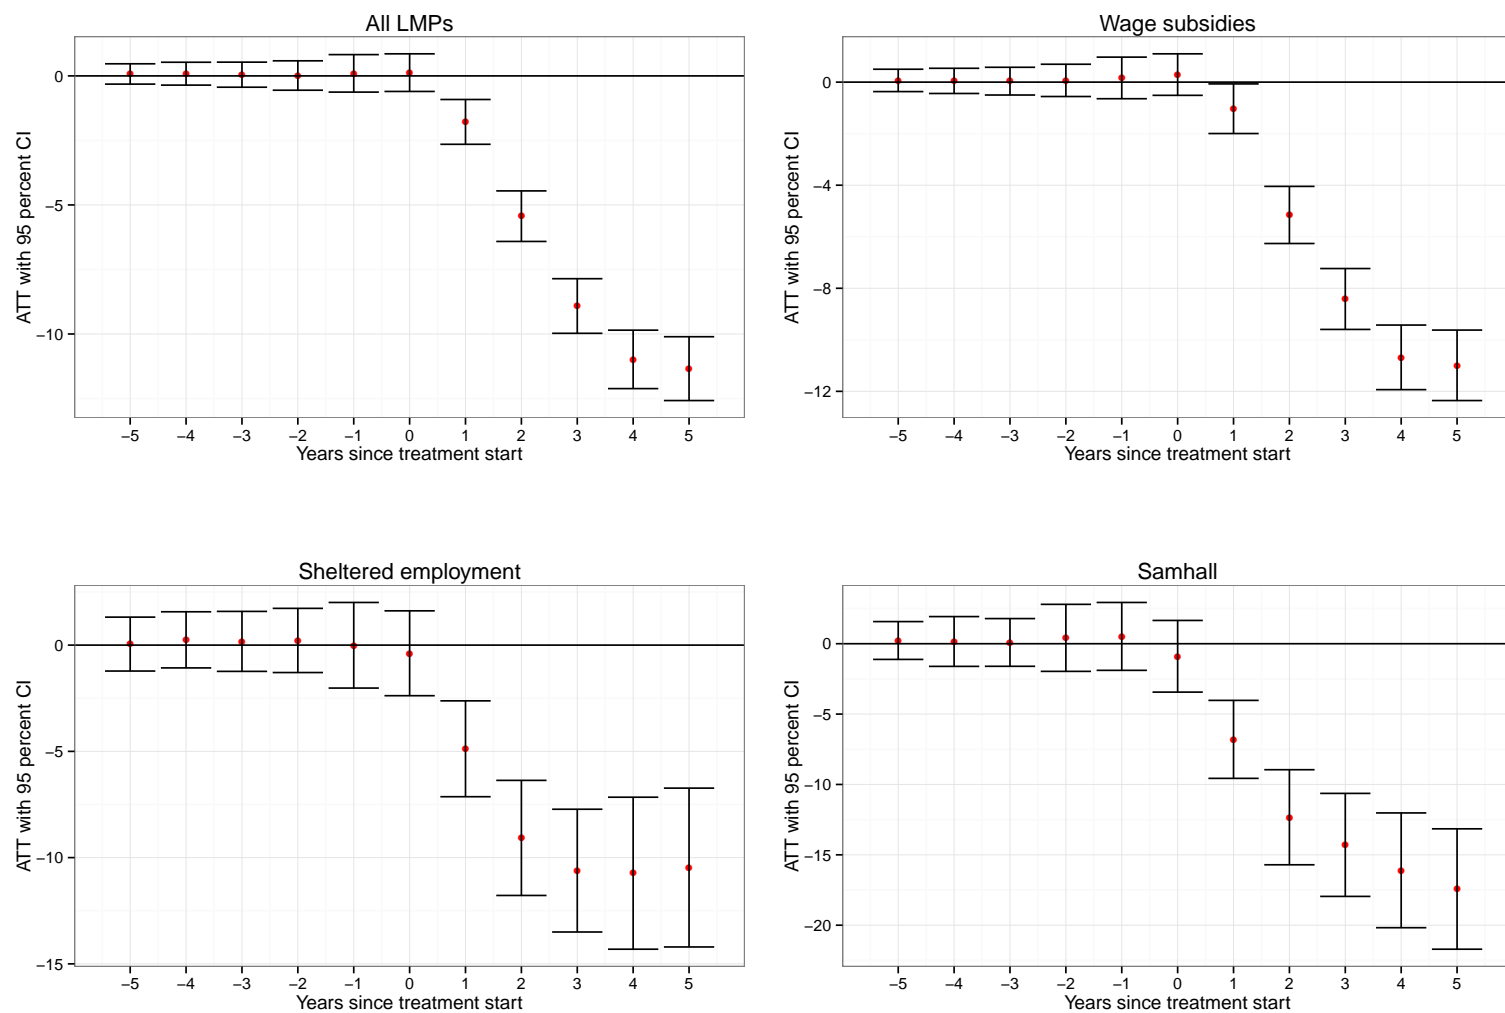 All LMPs
ATT with 95 percent CI
0
−5
−10
−5 −4 −3 −2 −1 0 1 2 3 4 5
Years since treatment start
Wage subsidies
ATT with 95 percent CI
0
−4
−8
−12
−5 −4 −3 −2 −1 0 1 2 3 4 5
Years since treatment start
Sheltered employment
ATT with 95 percent CI
0
−5
−10
−15
−5 −4 −3 −2 −1 0 1 2 3 4 5
Years since treatment start
Samhall
ATT with 95 percent CI
0
−5
−10
−15
−20
−5 −4 −3 −2 −1 0 1 2 3 4 5
Years since treatment start